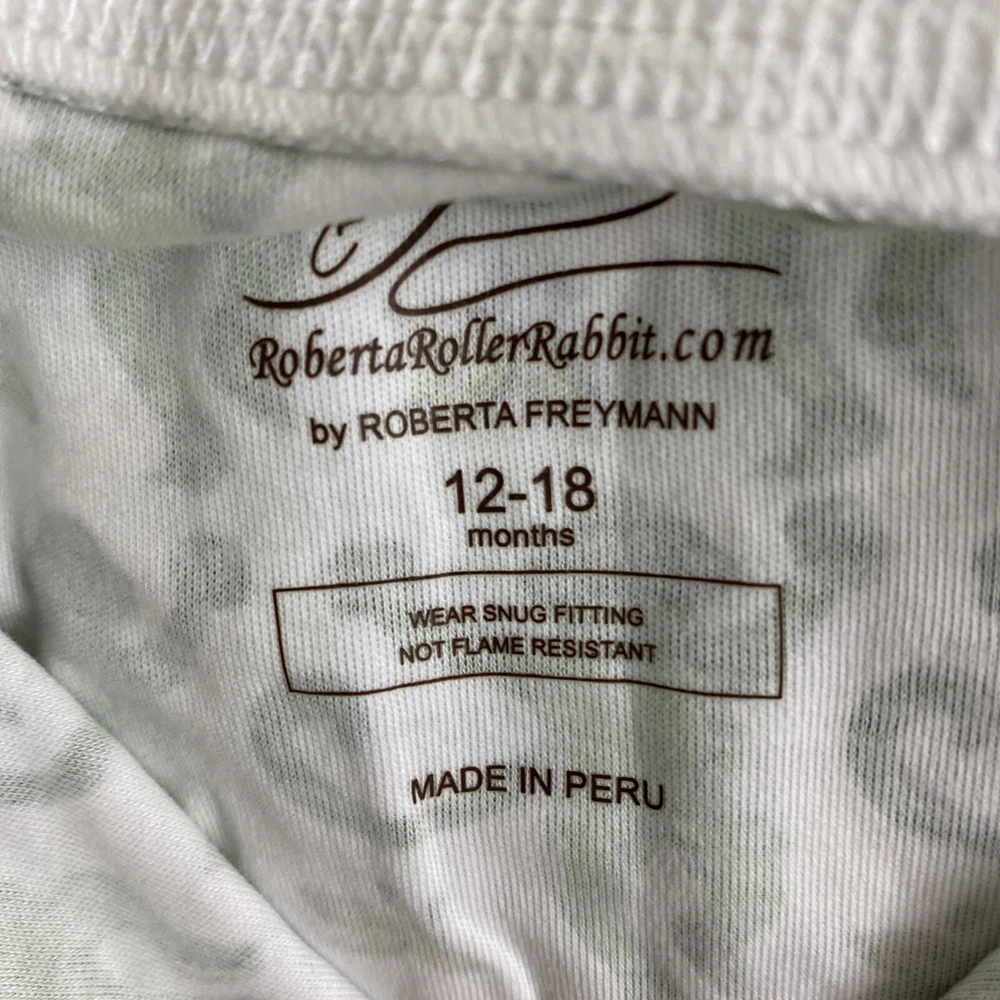 RobertaRollerRabbit.com
by ROBERTA FREYMANN
12-18
months
WEAR SNUG FITTING
NOT FLAME RESISTANT
MADE IN PERU